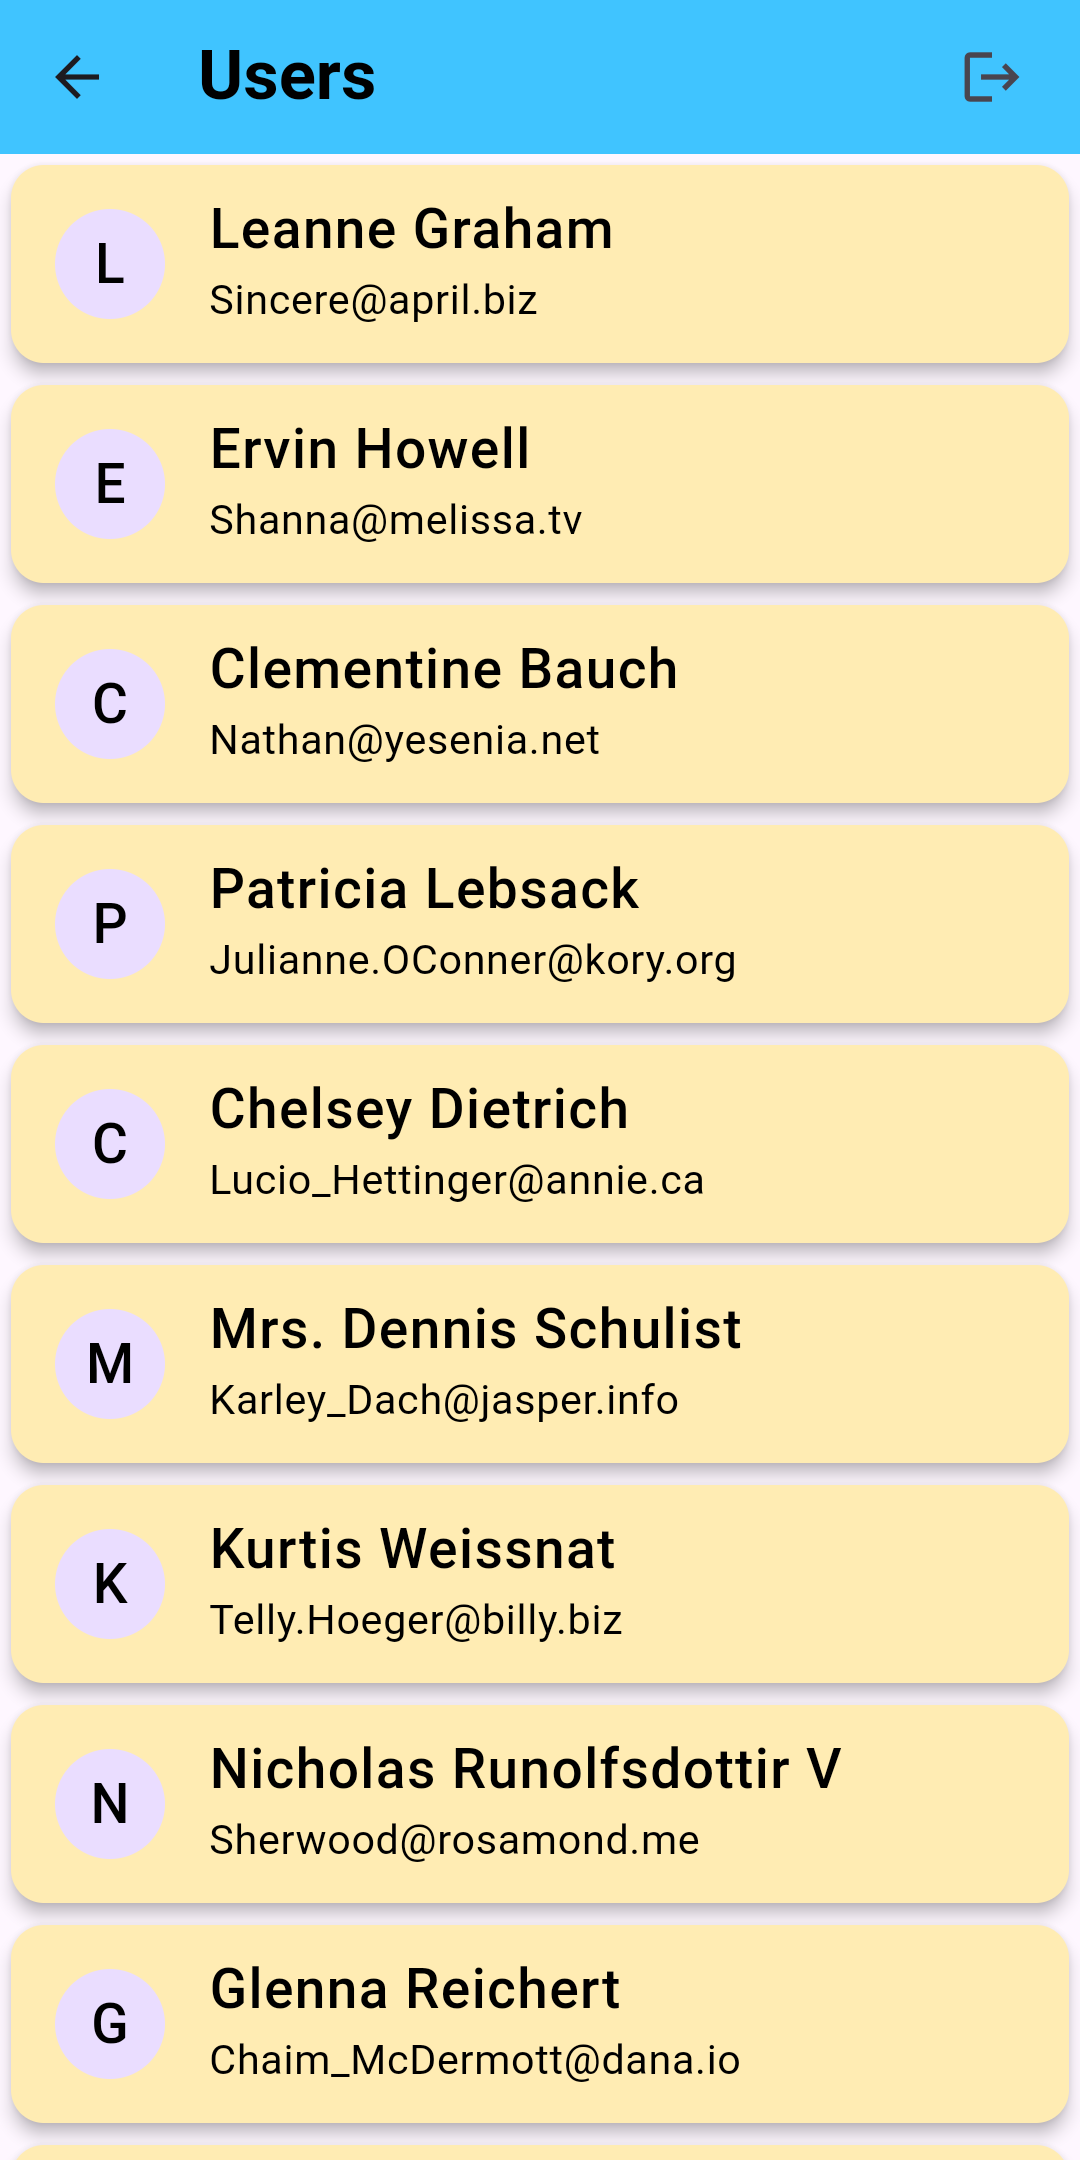 Users
L
Leanne Graham
Sincere@april.biz
E
Ervin Howell
Shanna@melissa.tv
C
Clementine Bauch
Nathan@yesenia.net
P
Patricia Lebsack
Julianne.OConner@kory.org
C
Chelsey Dietrich
Lucio_Hettinger@annie.ca
M
Mrs. Dennis Schulist
Karley_Dach@jasper.info
K
Kurtis Weissnat
Telly.Hoeger@billy.biz
N
Nicholas Runolfsdottir V
Sherwood@rosamond.me
G
Glenna Reichert
Chaim_McDermott@dana.io